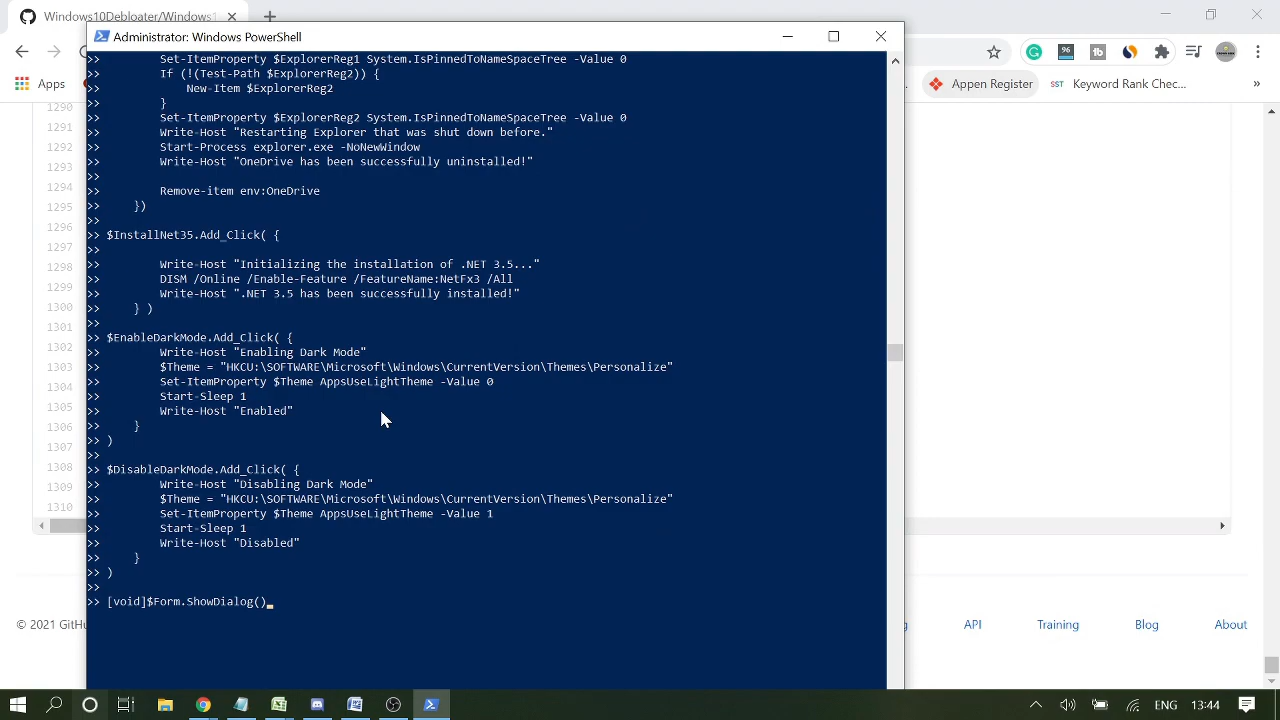 Windows10Debloater/Windows1
Administrator: Windows PowerShell
Apps
Appen Register
Keyword Rank Chec...
»
>> Set-ItemProperty $ExplorerReg1 System.IsPinnedToNameSpaceTree -Value 0
>> If (!(Test-Path $ExplorerReg2)) {
>> New-Item $ExplorerReg2
>> }
>> Set-ItemProperty $ExplorerReg2 System.IsPinnedToNameSpaceTree -Value 0
>> Write-Host "Restarting Explorer that was shut down before."
>> Start-Process explorer.exe -NoNewWindow
>> Write-Host "OneDrive has been successfully uninstalled!"
>>
>> Remove-item env:OneDrive
>> })
>>
>> $InstallNet35.Add_Click( {
>>
>> Write-Host "Initializing the installation of .NET 3.5..."
>> DISM /Online /Enable-Feature /FeatureName:NetFx3 /All
>> Write-Host ".NET 3.5 has been successfully installed!"
>> } )
>>
>> $EnableDarkMode.Add_Click( {
>> Write-Host "Enabling Dark Mode"
>> $Theme = "HKCU:\SOFTWARE\Microsoft\Windows\CurrentVersion\Themes\Personalize"
>> Set-ItemProperty $Theme AppsUseLightTheme -Value 0
>> Start-Sleep 1
>> Write-Host "Enabled"
>> }
>> )
>>
>> $DisableDarkMode.Add_Click( {
>> Write-Host "Disabling Dark Mode"
>> $Theme = "HKCU:\SOFTWARE\Microsoft\Windows\CurrentVersion\Themes\Personalize"
>> Set-ItemProperty $Theme AppsUseLightTheme -Value 1
>> Start-Sleep 1
>> Write-Host "Disabled"
>> }
>> )
>>
>> [void]$Form.ShowDialog()
1290
1291
1292
1293
1294
1295
1296
1297
1298
1299
1300
1301
1302
1303
1304
1305
1306
1307
1308
1309
1310
© 2021 GitH
API
Training
Blog
About
ENG
13:44